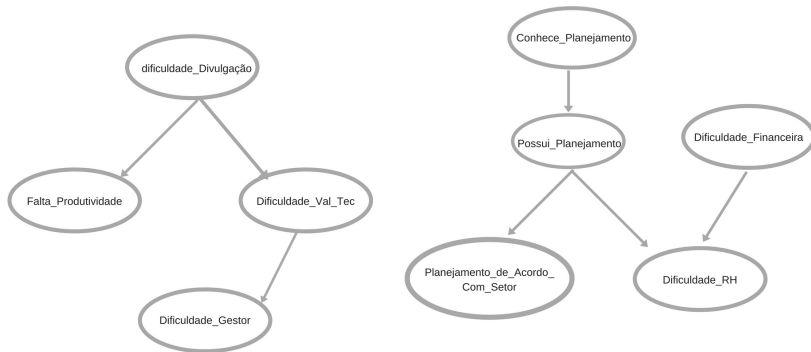 dificuldade_Divulgação
Falta_Produtividade
Dificuldade_Val_Tec
Dificuldade_Gestor
Conhece_Planejamento
Possui_Planejamento
Dificuldade_Financeira
Planejamento_de_Acordo_
Com_Setor
Dificuldade_RH